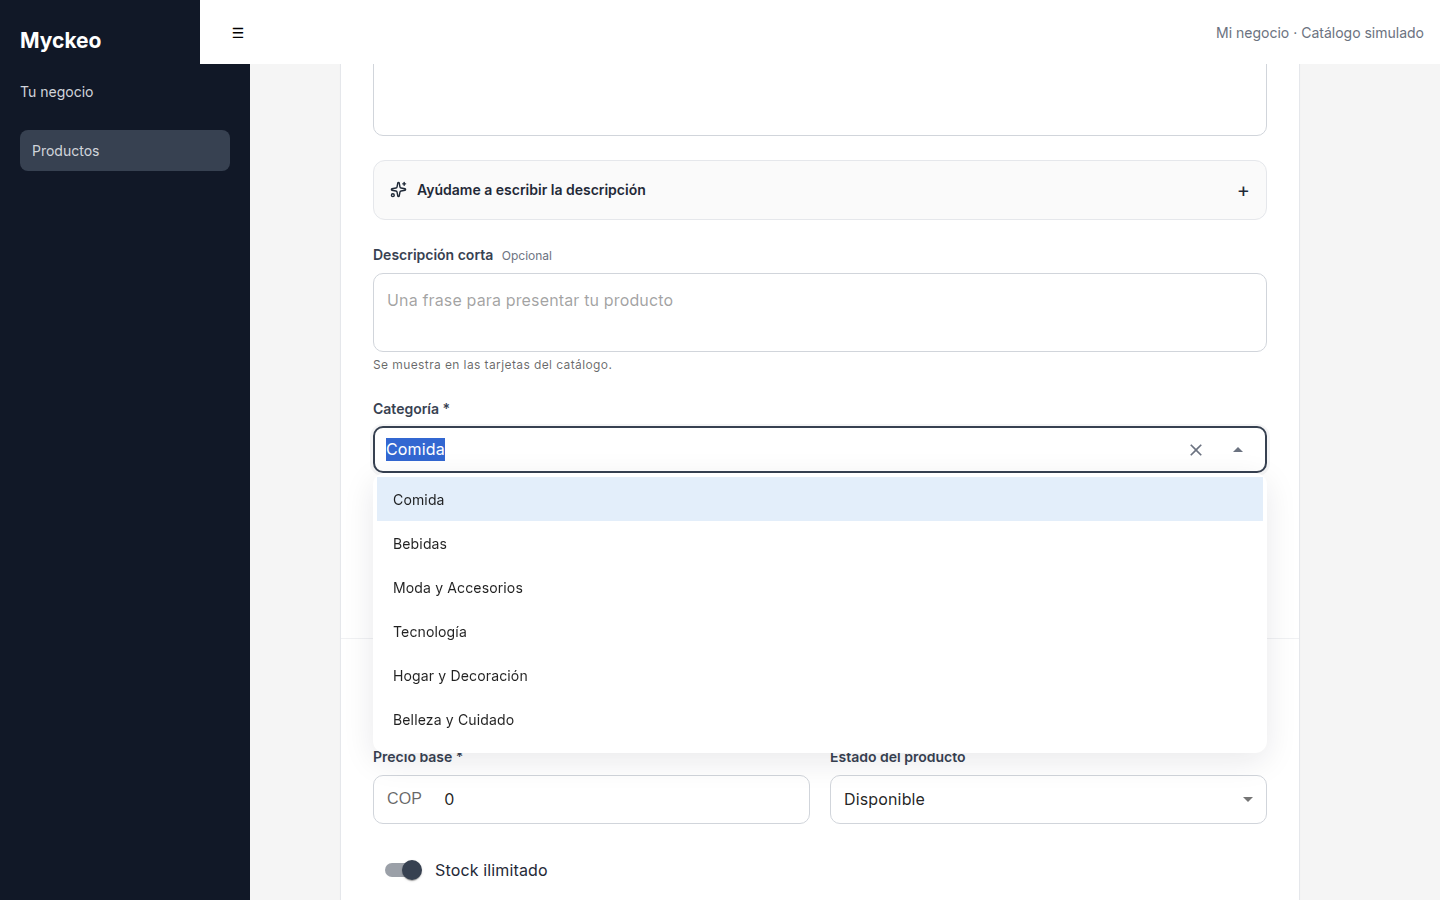 Myckeo
☰
Mi negocio · Catálogo simulado
Tu negocio
Productos
Ayúdame a escribir la descripción
+
Descripción corta Opcional
Una frase para presentar tu producto
Se muestra en las tarjetas del catálogo.
Categoría *
Comida
Comida
Bebidas
Moda y Accesorios
Tecnología
Hogar y Decoración
Belleza y Cuidado
Precio base *
Estado del producto
COP 0
Disponible
Stock ilimitado